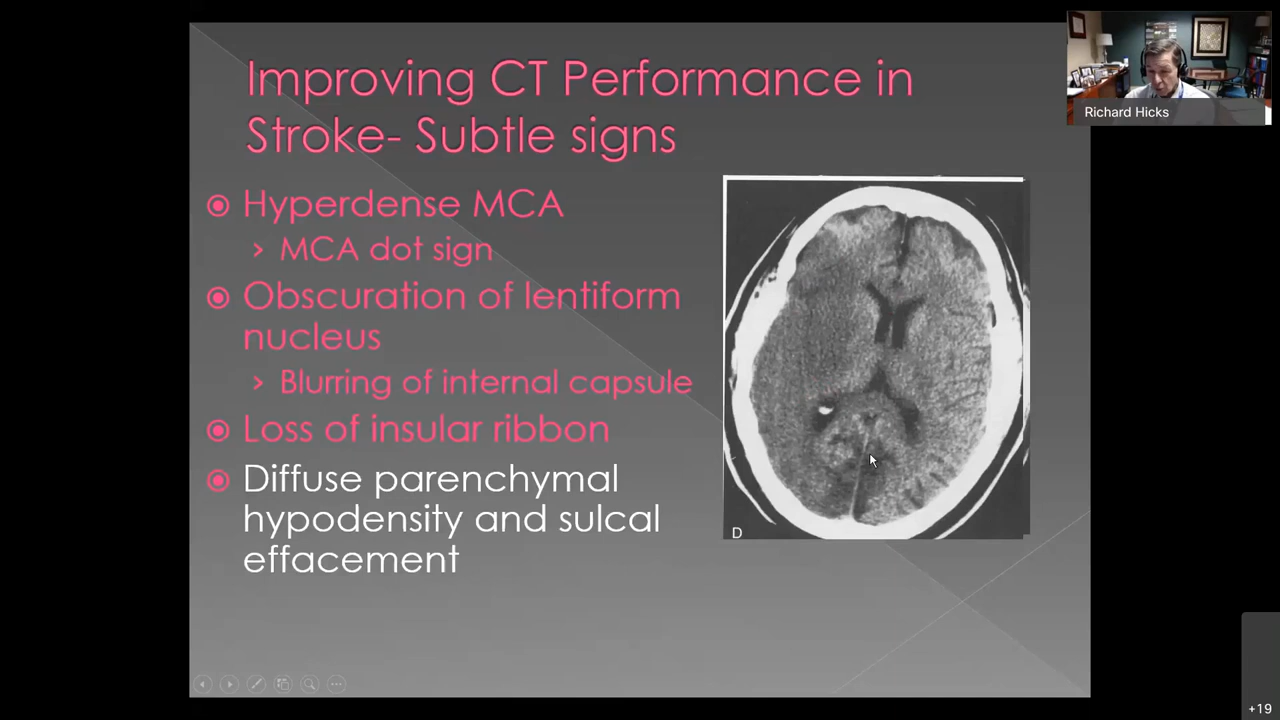 Improving CT Performance in
Stroke- Subtle signs
Hyperdense MCA
MCA dot sign
Obscuration of lentiform
nucleus
Blurring of internal capsule
Loss of insular ribbon
Diffuse parenchymal
hypodensity and sulcal
effacement
D
Richard Hicks
+19